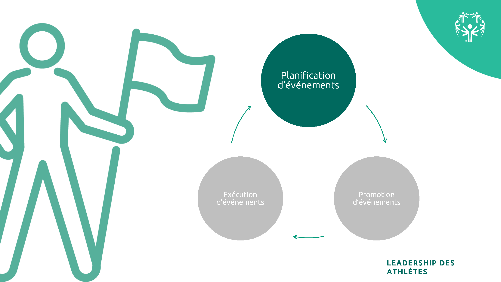 Planification
d'événements
Exécution
d'événements
Promotion
d'événements
LEADERSHIP DES
ATHLÈTES